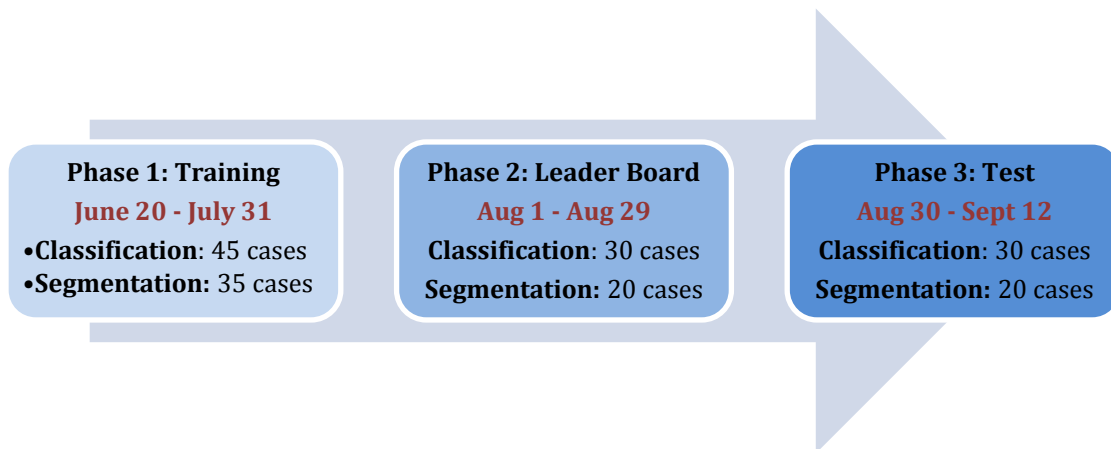 Phase 1: Training
June 20 - July 31
•Classification: 45 cases
•Segmentation: 35 cases
Phase 2: Leader Board
Aug 1 - Aug 29
Classification: 30 cases
Segmentation: 20 cases
Phase 3: Test
Aug 30 - Sept 12
Classification: 30 cases
Segmentation: 20 cases